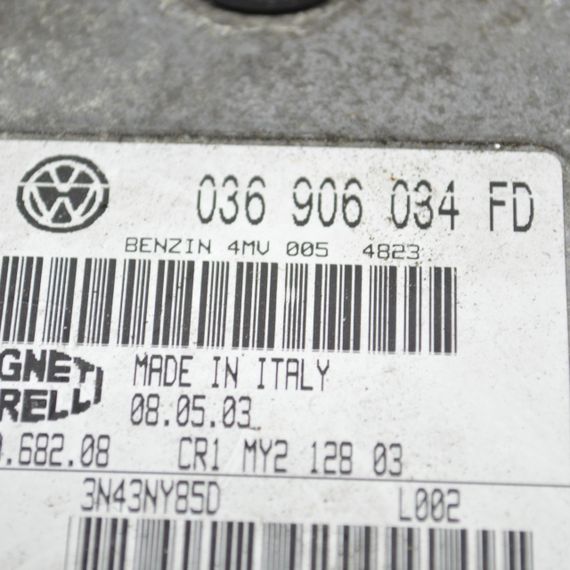 036 906 034 FD
BENZIN 4MV 005 4823
MADE IN ITALY
08.05.03
.682.08 CR1 MY2 128 03
3N43NY85D L002